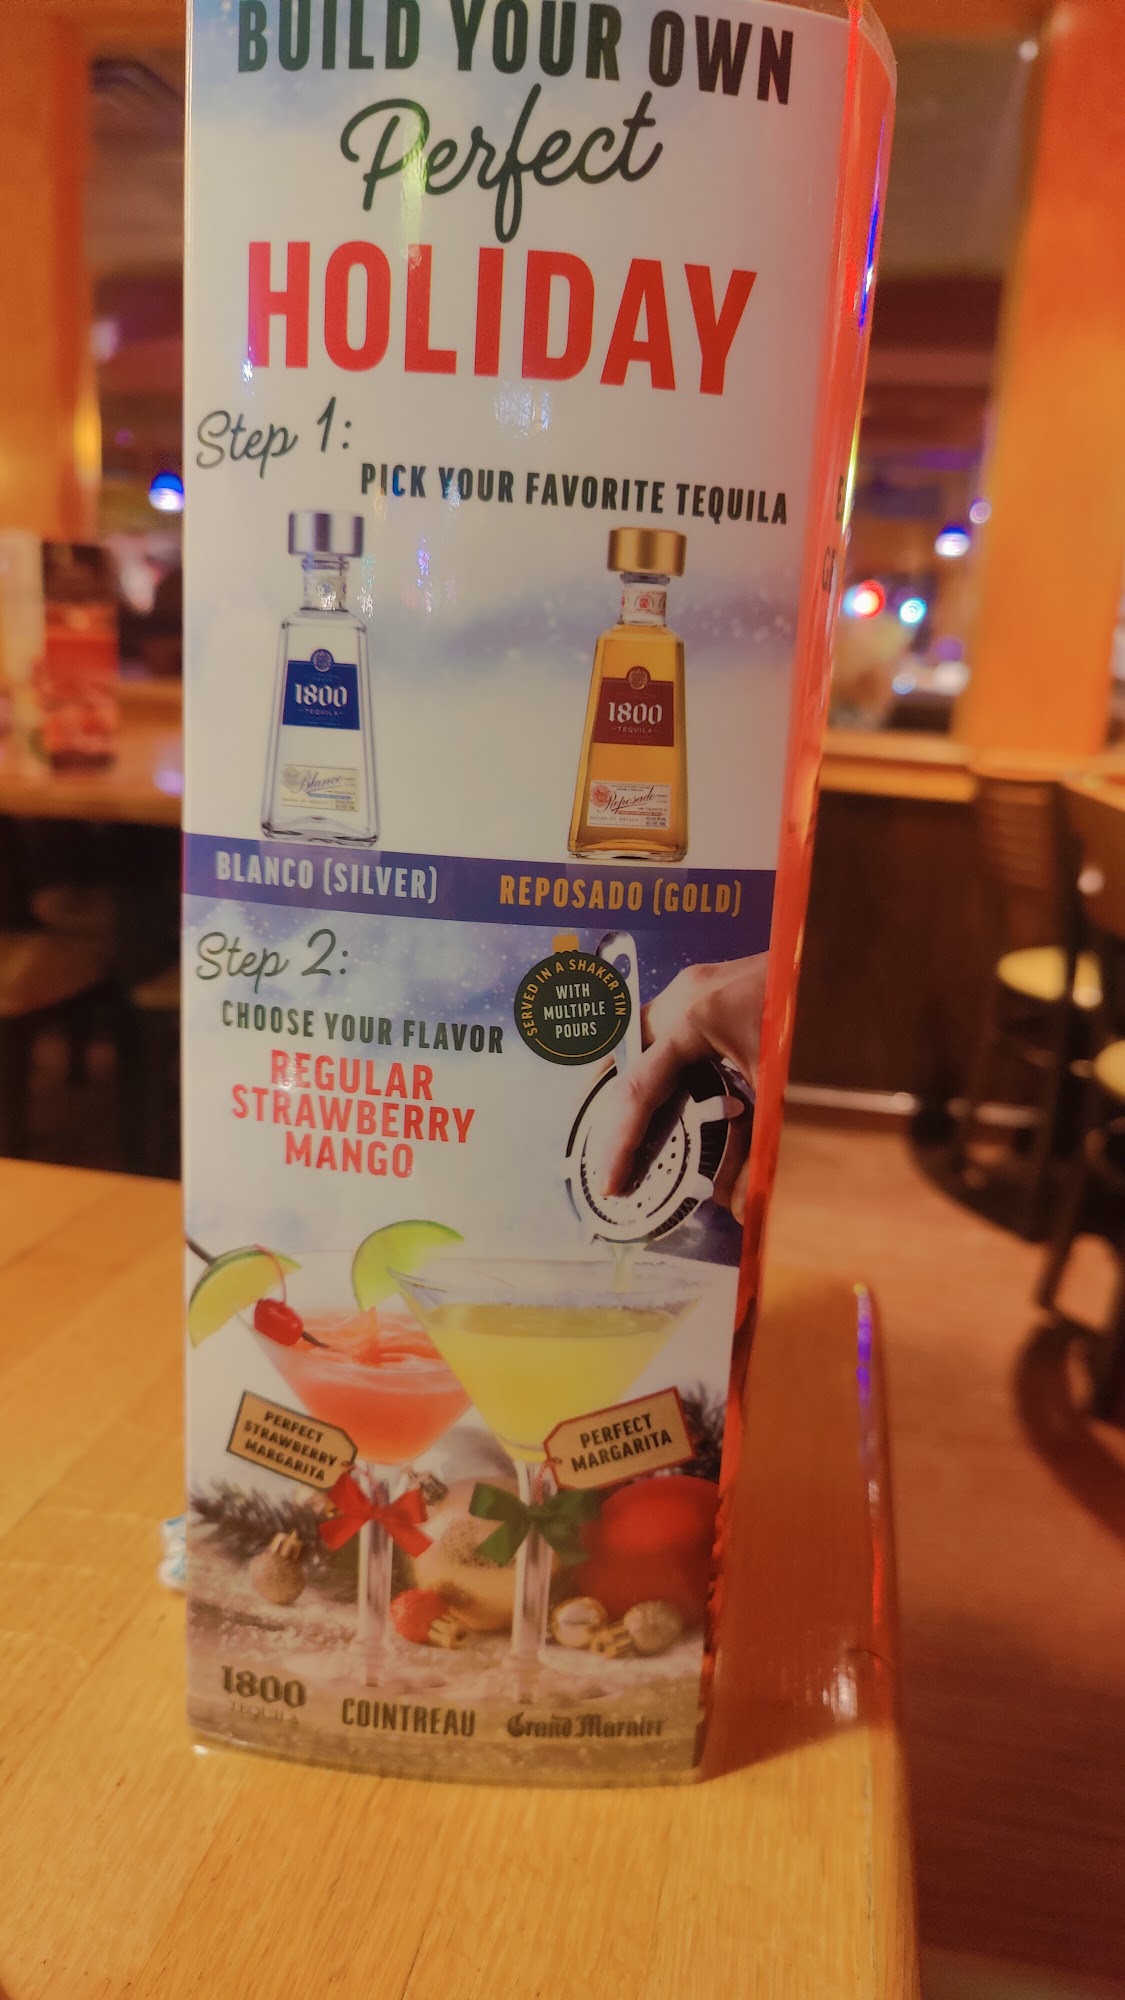 BUILD YOUR OWN
Perfect
HOLIDAY
Step 1:
PICK YOUR FAVORITE TEQUILA
1800
TEQUILA
Blanco
1800
TEQUILA
Reposado
BLANCO (SILVER)
REPOSADO (GOLD)
Step 2:
CHOOSE YOUR FLAVOR
REGULAR
STRAWBERRY
MANGO
SERVED IN A SHAKER TIN
WITH
MULTIPLE
POURS
PERFECT
STRAWBERRY
MARGARITA
PERFECT
MARGARITA
1800
TEQUILA
COINTREAU
Grand Marnier